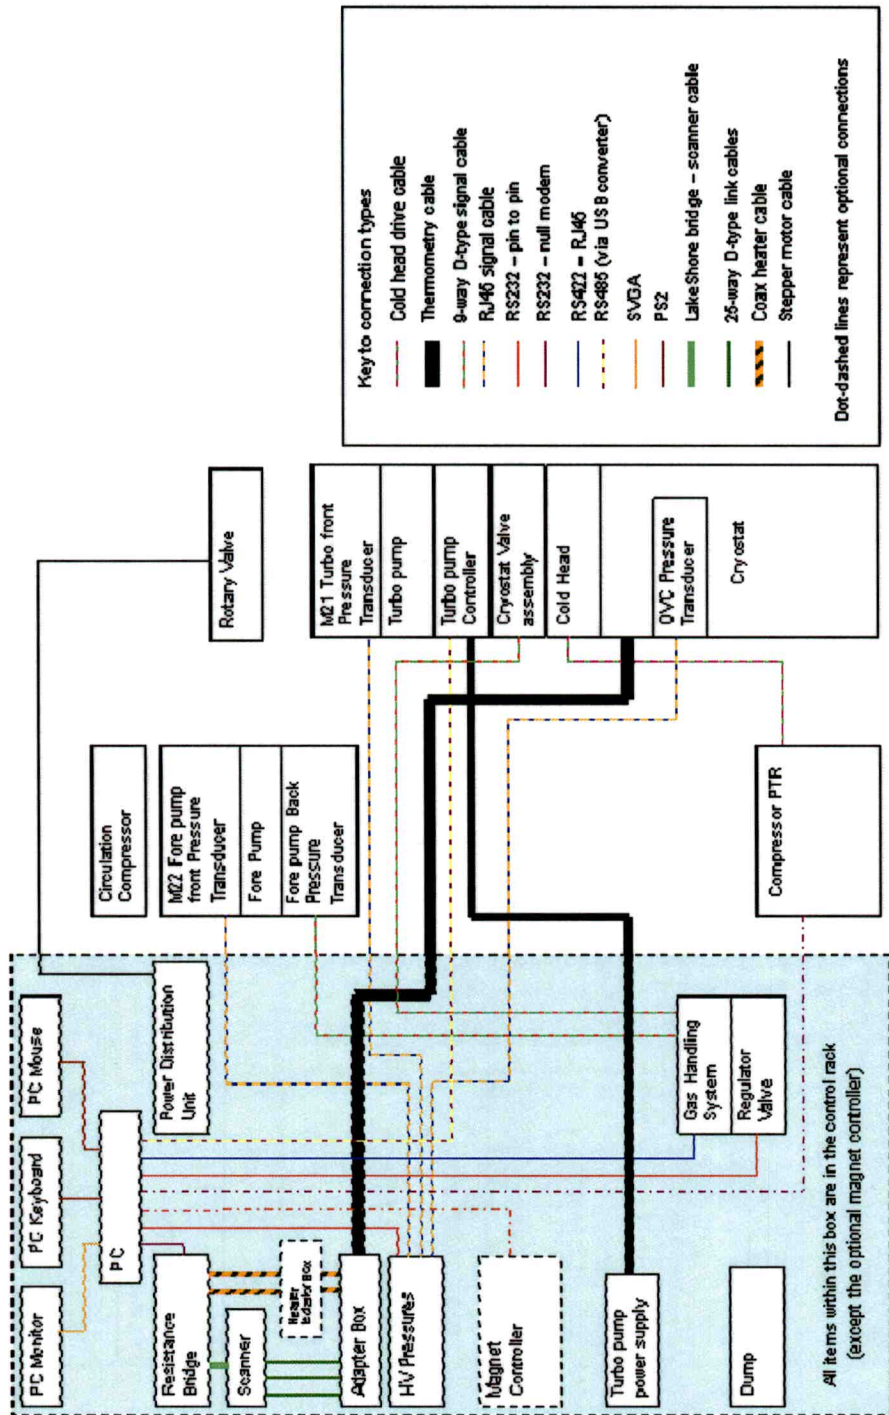 PC Monitor
PC Keyboard
PC Mouse
PC
Resistance
Bridge
Power Distribution
Unit
Scanner
Heater
Isolator Box
Adapter Box
HV Pressures
Magnet
Controller
Turbo pump
power supply
Dump
Gas Handling
System
Regulator
Valve
All items within this box are in the control rack
(except the optional magnet controller)
Circulation
Compressor
M22 Fore pump
front Pressure
Transducer
Fore Pump
Fore pump Back
Pressure
Transducer
Compressor PTR
Rotary Valve
M21 Turbo front
Pressure
Transducer
Turbo pump
Turbo pump
Controller
Cryostat Valve
assembly
Cold Head
OVC Pressure
Transducer
Cryostat
Key to connection types
Cold head drive cable
Thermometry cable
9-way D-type signal cable
RJ46 signal cable
RS232 – pin to pin
RS232 – null modem
RS422 – RJ46
RS485 (via USB converter)
SVGA
PS2
LakeShore bridge – scanner cable
25-way D-type link cables
Coax heater cable
Stepper motor cable
Dot-dashed lines represent optional connections